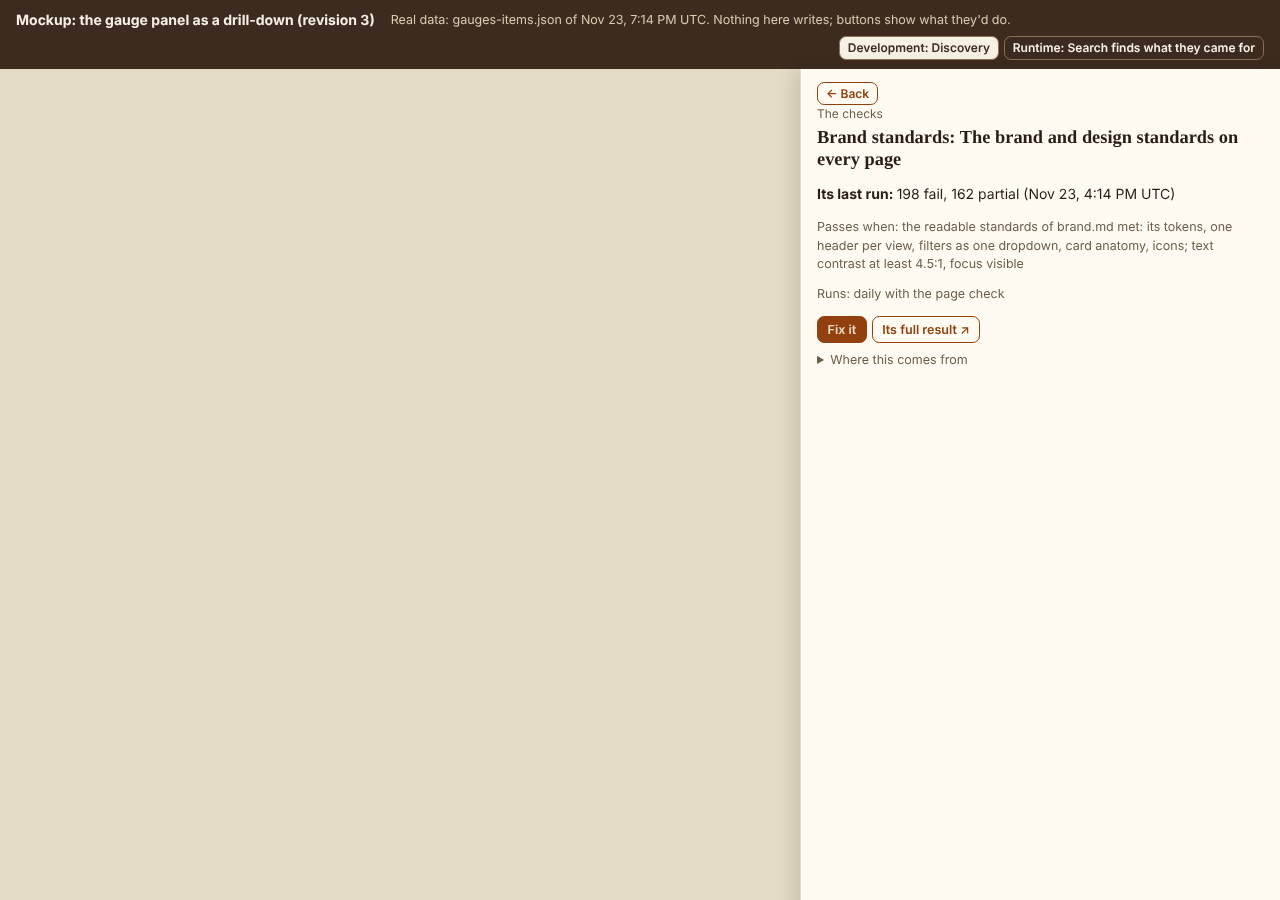 Mockup: the gauge panel as a drill-down (revision 3) Real data: gauges-items.json of Nov 23, 7:14 PM UTC. Nothing here writes; buttons show what they'd do.
Development: Discovery Runtime: Search finds what they came for
← Back
The checks
Brand standards: The brand and design standards on
every page
Its last run: 198 fail, 162 partial (Nov 23, 4:14 PM UTC)
Passes when: the readable standards of brand.md met: its tokens, one
header per view, filters as one dropdown, card anatomy, icons; text
contrast at least 4.5:1, focus visible
Runs: daily with the page check
Fix it Its full result ↗
▶ Where this comes from